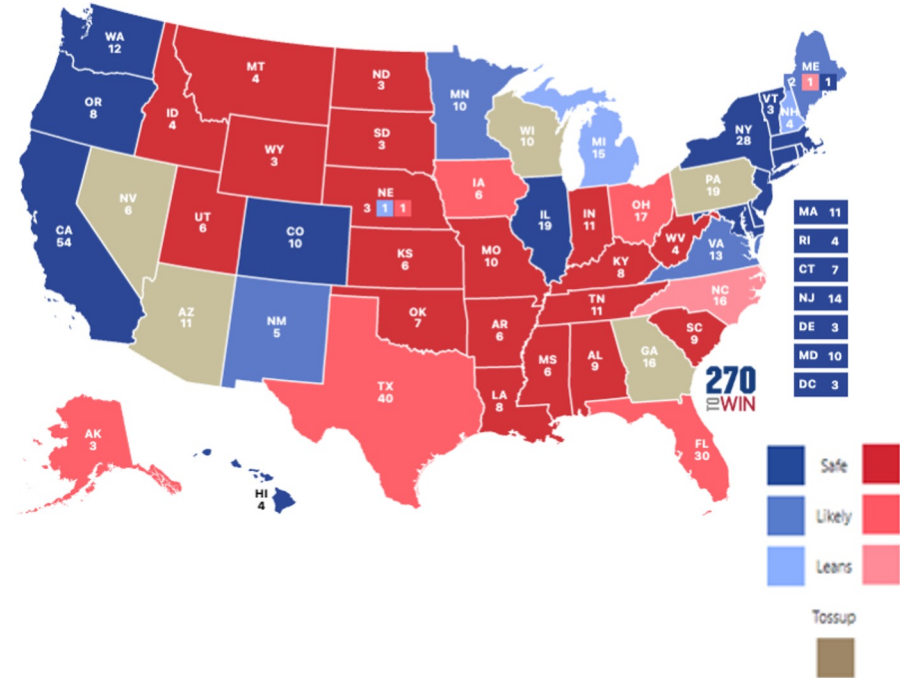 WA
12
OR
8
CA
54
NV
6
ID
4
MT
4
WY
3
UT
6
AZ
11
CO
10
NM
5
ND
3
SD
3
NE
3 1 1
KS
6
OK
7
TX
40
MN
10
IA
6
MO
10
AR
6
LA
8
WI
10
IL
19
MI
15
IN
11
OH
17
KY
8
TN
11
MS
6
AL
9
GA
16
FL
30
SC
9
NC
16
VA
13
WV
4
PA
19
NY
28
VT
3
NH
4
ME
2 1 1
AK
3
HI
4
MA 11
RI 4
CT 7
NJ 14
DE 3
MD 10
DC 3
270
TO WIN
Safe
Likely
Leans
Tossup